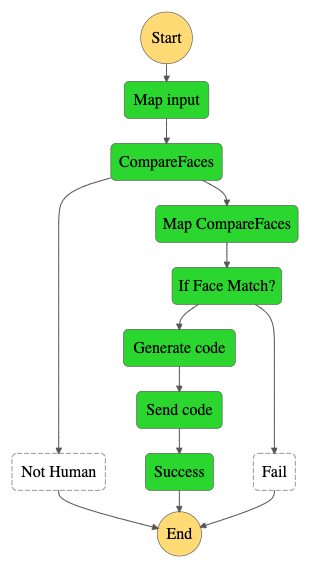 Start
Map input
CompareFaces
Map CompareFaces
If Face Match?
Generate code
Send code
Not Human
Success
Fail
End